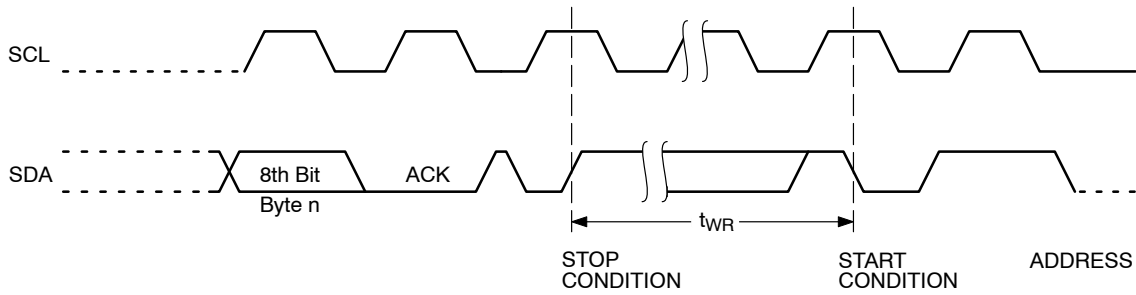 SCL
SDA
8th Bit
Byte n
ACK
tWR
STOP
CONDITION
START
CONDITION
ADDRESS